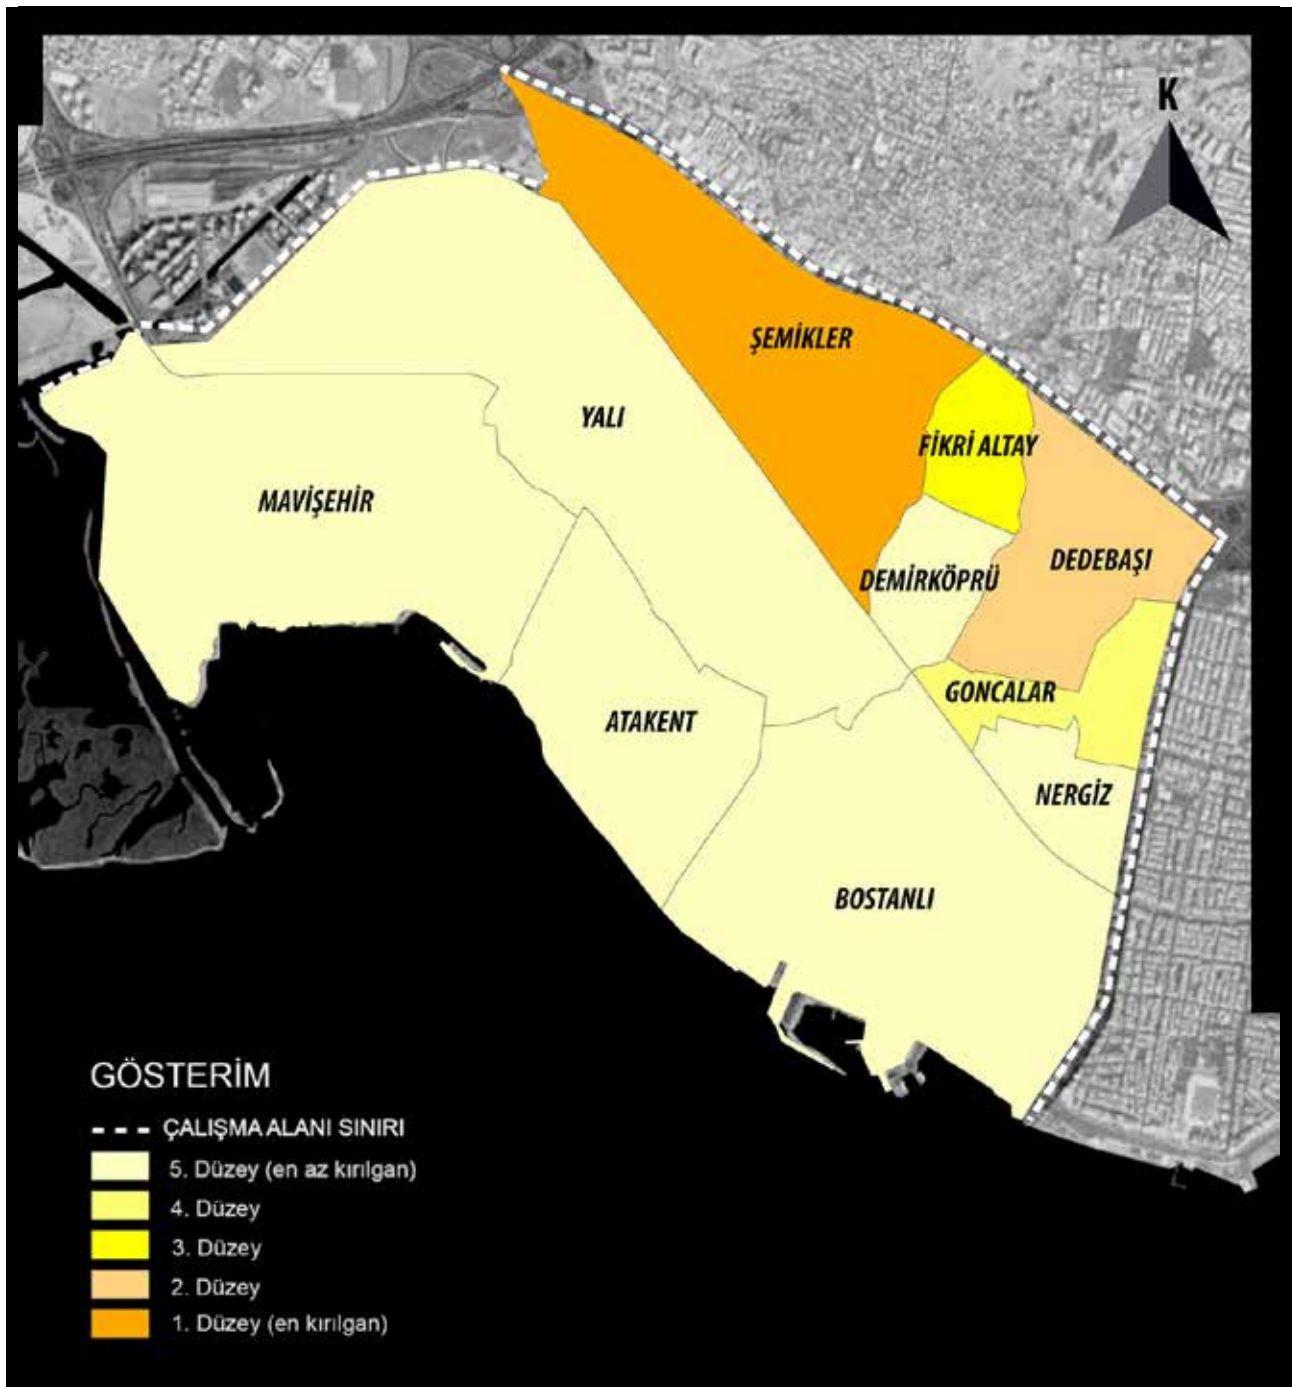 K
ŞEMİKLER
YALI
FİKRİ ALTAY
MAVİŞEHİR
DEDEBAŞI
DEMİRKÖPRÜ
GONCALAR
ATAKENT
NERGİZ
BOSTANLI
GÖSTERİM
ÇALIŞMA ALANI SINIRI
5. Düzey (en az kırılgan)
4. Düzey
3. Düzey
2. Düzey
1. Düzey (en kırılgan)